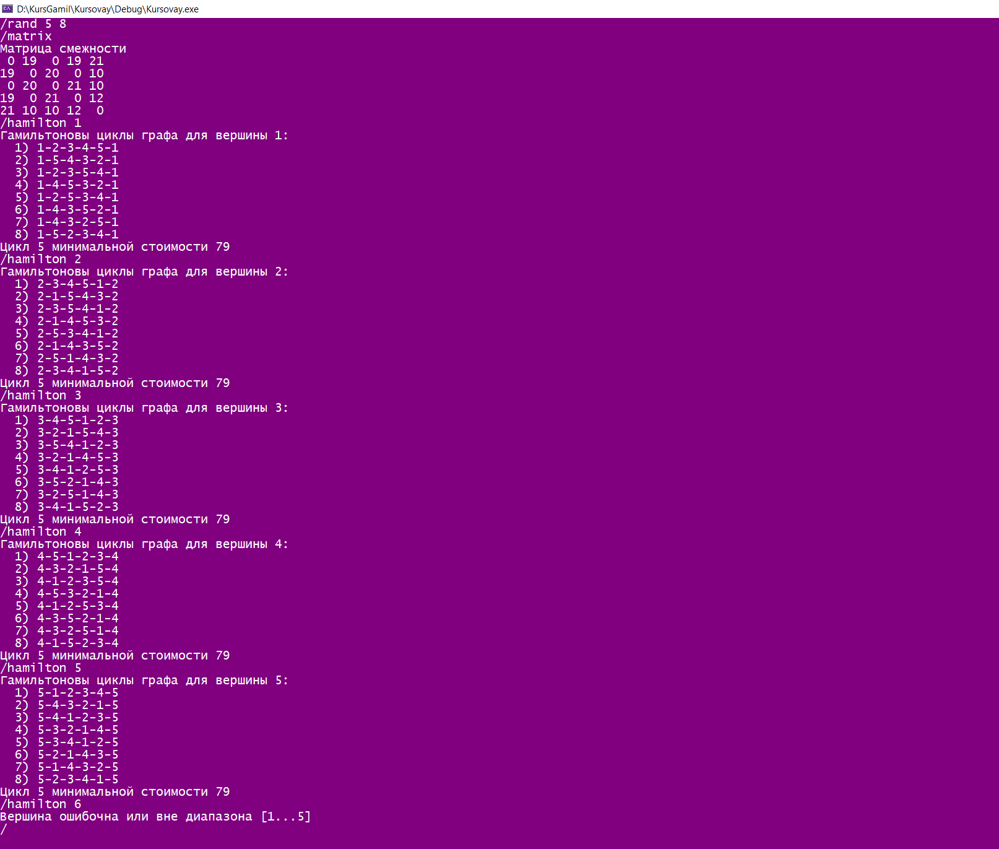 D:\KursGamil\Kursovay\Debug\Kursovay.exe
/rand 5 8
/matrix
Матрица смежности
 0 19  0 19 21
19  0 20  0 10
 0 20  0 21 10
19  0 21  0 12
21 10 10 12  0
/hamilton 1
Гамильтоновы циклы графа для вершины 1:
  1) 1-2-3-4-5-1
  2) 1-5-4-3-2-1
  3) 1-2-3-5-4-1
  4) 1-4-5-3-2-1
  5) 1-2-5-3-4-1
  6) 1-4-3-5-2-1
  7) 1-4-3-2-5-1
  8) 1-5-2-3-4-1
Цикл 5 минимальной стоимости 79
/hamilton 2
Гамильтоновы циклы графа для вершины 2:
  1) 2-3-4-5-1-2
  2) 2-1-5-4-3-2
  3) 2-3-5-4-1-2
  4) 2-1-4-5-3-2
  5) 2-5-3-4-1-2
  6) 2-1-4-3-5-2
  7) 2-5-1-4-3-2
  8) 2-3-4-1-5-2
Цикл 5 минимальной стоимости 79
/hamilton 3
Гамильтоновы циклы графа для вершины 3:
  1) 3-4-5-1-2-3
  2) 3-2-1-5-4-3
  3) 3-5-4-1-2-3
  4) 3-2-1-4-5-3
  5) 3-4-1-2-5-3
  6) 3-5-2-1-4-3
  7) 3-2-5-1-4-3
  8) 3-4-1-5-2-3
Цикл 5 минимальной стоимости 79
/hamilton 4
Гамильтоновы циклы графа для вершины 4:
  1) 4-5-1-2-3-4
  2) 4-3-2-1-5-4
  3) 4-1-2-3-5-4
  4) 4-5-3-2-1-4
  5) 4-1-2-5-3-4
  6) 4-3-5-2-1-4
  7) 4-3-2-5-1-4
  8) 4-1-5-2-3-4
Цикл 5 минимальной стоимости 79
/hamilton 5
Гамильтоновы циклы графа для вершины 5:
  1) 5-1-2-3-4-5
  2) 5-4-3-2-1-5
  3) 5-4-1-2-3-5
  4) 5-3-2-1-4-5
  5) 5-3-4-1-2-5
  6) 5-2-1-4-3-5
  7) 5-1-4-3-2-5
  8) 5-2-3-4-1-5
Цикл 5 минимальной стоимости 79
/hamilton 6
Вершина ошибочна или вне диапазона [1...5]
/